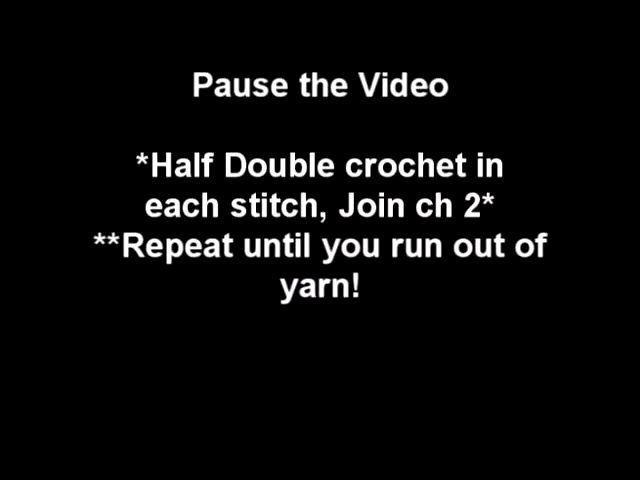 Pause the Video
*Half Double crochet in
each stitch, Join ch 2*
**Repeat until you run out of
yarn!